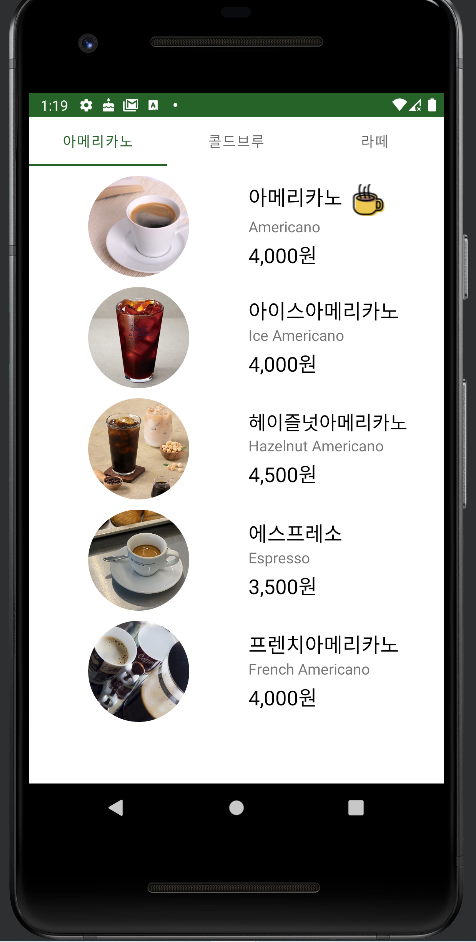 1:19
아메리카노 콜드브루 라떼
아메리카노
Americano
4,000원
아이스아메리카노
Ice Americano
4,000원
헤이즐넛아메리카노
Hazelnut Americano
4,500원
에스프레소
Espresso
3,500원
프렌치아메리카노
French Americano
4,000원